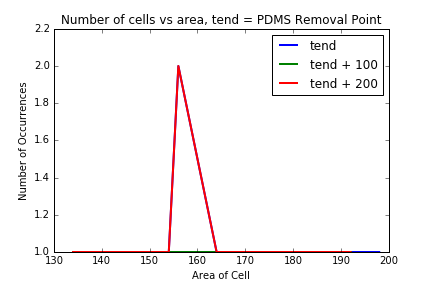 Number of cells vs area, tend = PDMS Removal Point
2.2
2.0
1.8
1.6
1.4
1.2
1.0
Number of Occurrences
tend
tend + 100
tend + 200
130 140 150 160 170 180 190 200
Area of Cell